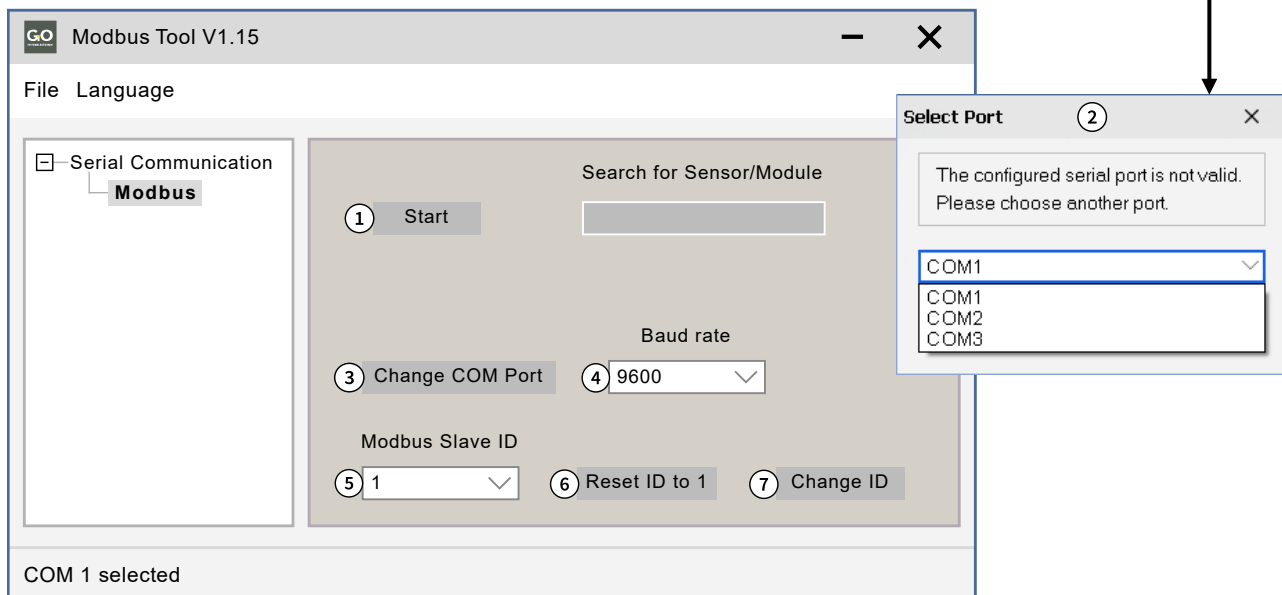 GO Modbus Tool V1.15
File Language
Serial Communication
Modbus
Search for Sensor/Module
1 Start
Baud rate
3 Change COM Port 4 9600
Modbus Slave ID
5 1 6 Reset ID to 1 7 Change ID
COM 1 selected
Select Port 2
The configured serial port is not valid.
Please choose another port.
COM1
COM1
COM2
COM3